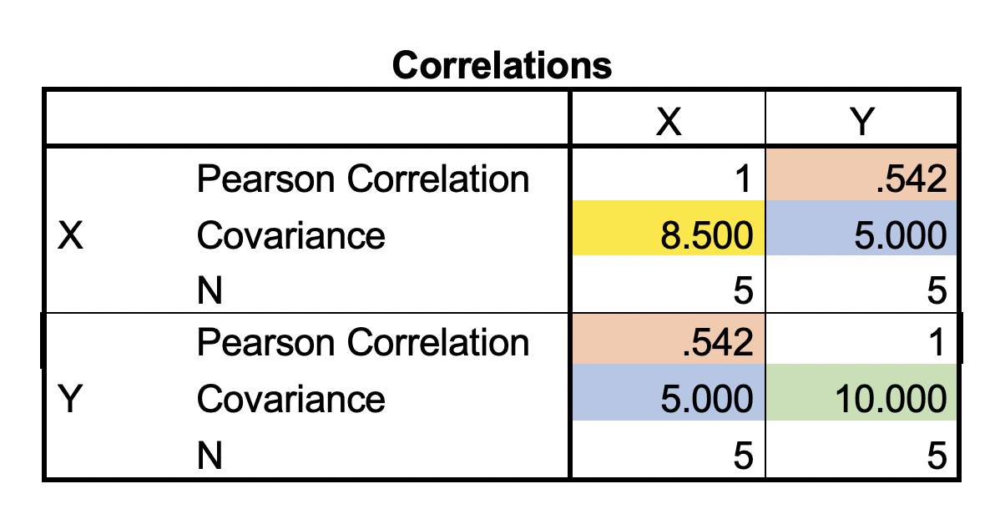 Correlations
X Y
Pearson Correlation 1 .542
X Covariance 8.500 5.000
N 5 5
Pearson Correlation .542 1
Y Covariance 5.000 10.000
N 5 5